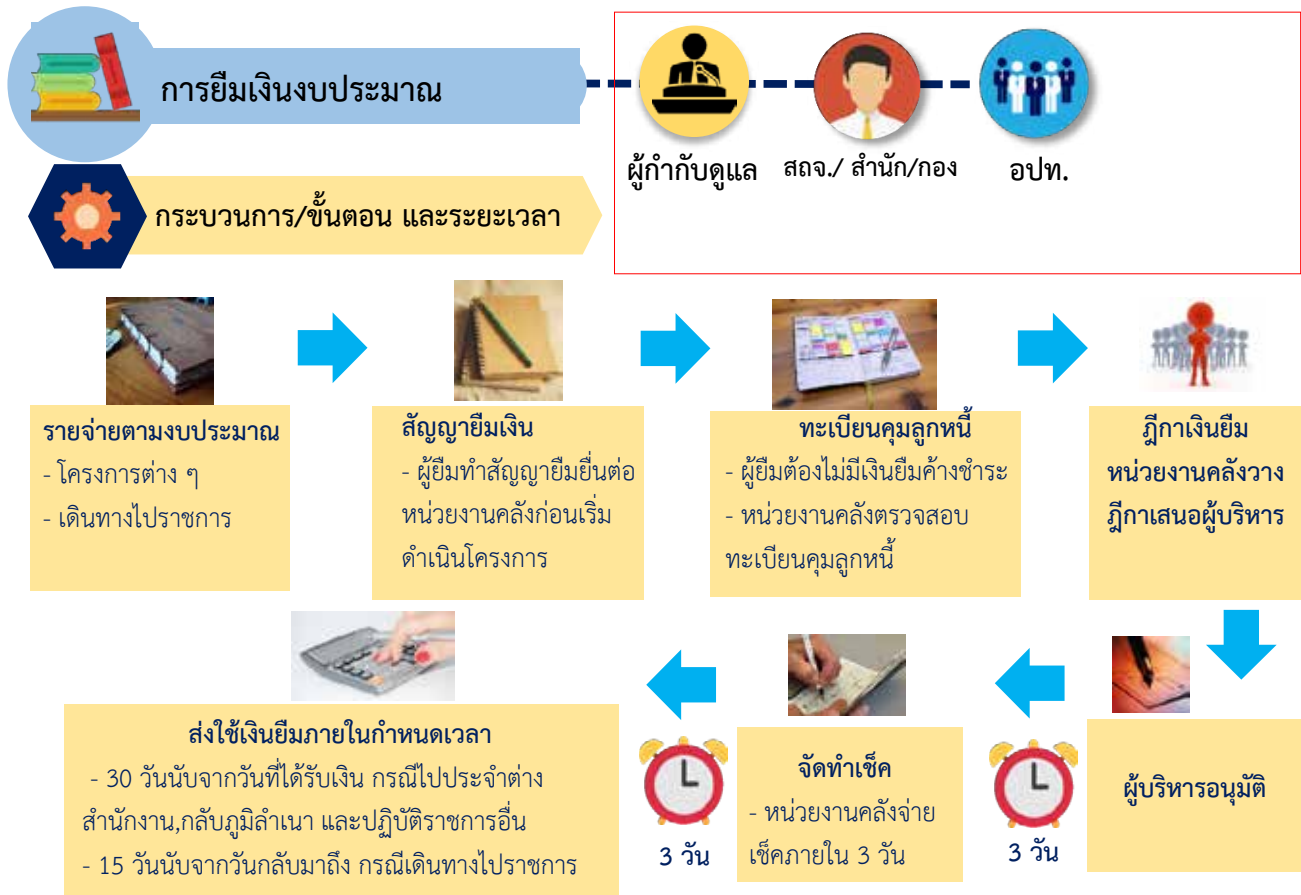 การยืมเงินงบประมาณ
ผู้กำกับดูแล
สถจ./ สำนัก/กอง
อปท.
กระบวนการ/ขั้นตอน และระยะเวลา
รายจ่ายตามงบประมาณ
- โครงการต่าง ๆ
- เดินทางไปราชการ
สัญญายืมเงิน
- ผู้ยืมทำสัญญายืมยื่นต่อ
หน่วยงานคลังก่อนเริ่ม
ดำเนินโครงการ
ทะเบียนคุมลูกหนี้
- ผู้ยืมต้องไม่มีเงินยืมค้างชำระ
- หน่วยงานคลังตรวจสอบ
ทะเบียนคุมลูกหนี้
ฎีกาเงินยืม
หน่วยงานคลังวาง
ฎีกาเสนอผู้บริหาร
ผู้บริหารอนุมัติ
3 วัน
จัดทำเช็ค
- หน่วยงานคลังจ่าย
เช็คภายใน 3 วัน
3 วัน
ส่งใช้เงินยืมภายในกำหนดเวลา
- 30 วันนับจากวันที่ได้รับเงิน กรณีไปประจำต่าง
สำนักงาน,กลับภูมิลำเนา และปฏิบัติราชการอื่น
- 15 วันนับจากวันกลับมาถึง กรณีเดินทางไปราชการ